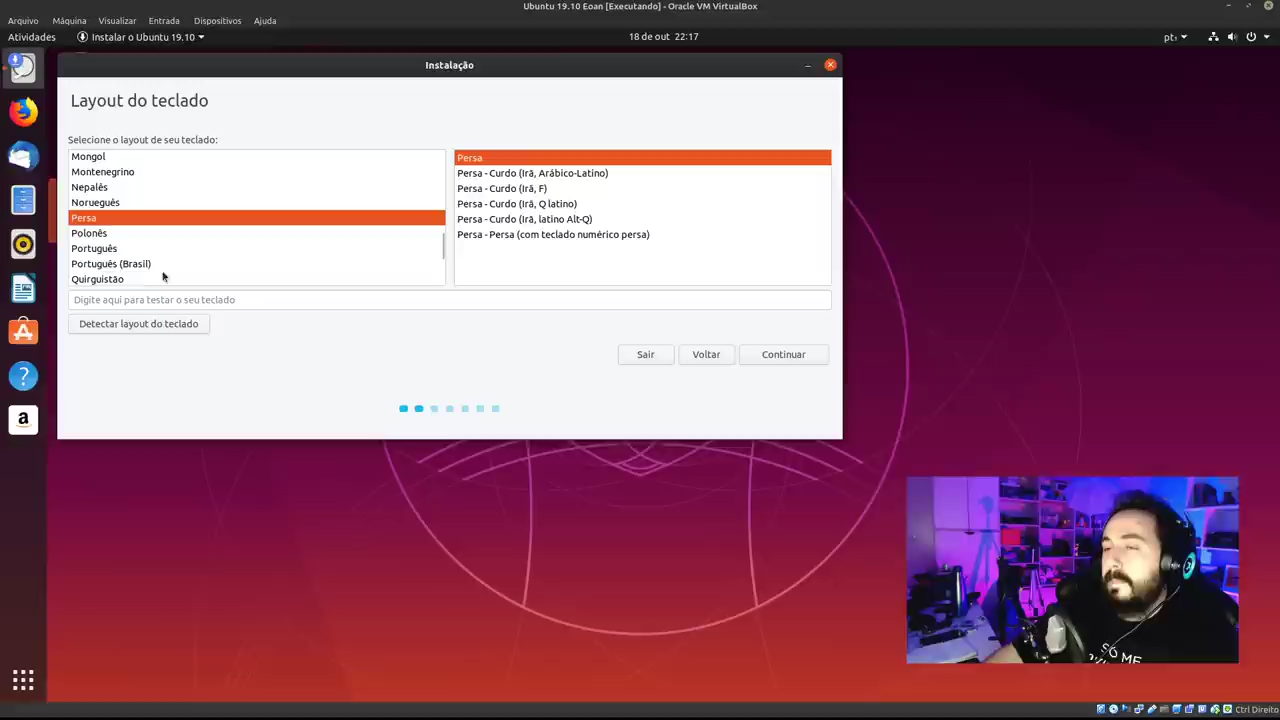 Ubuntu 19.10 Eoan [Executando] - Oracle VM VirtualBox
Arquivo Máquina Visualizar Entrada Dispositivos Ajuda
Atividades Instalar o Ubuntu 19.10 18 de out 22:17 pt₁
Instalação
Layout do teclado
Selecione o layout de seu teclado:
Mongol
Montenegrino
Nepalês
Norueguês
Persa
Polonês
Português
Português (Brasil)
Quirguistão
Persa
Persa - Curdo (Irã, Arábico-Latino)
Persa - Curdo (Irã, F)
Persa - Curdo (Irã, Q latino)
Persa - Curdo (Irã, latino Alt-Q)
Persa - Persa (com teclado numérico persa)
Digite aqui para testar o seu teclado
Detectar layout do teclado
Sair Voltar Continuar
a
SO ME
Ctrl Direito